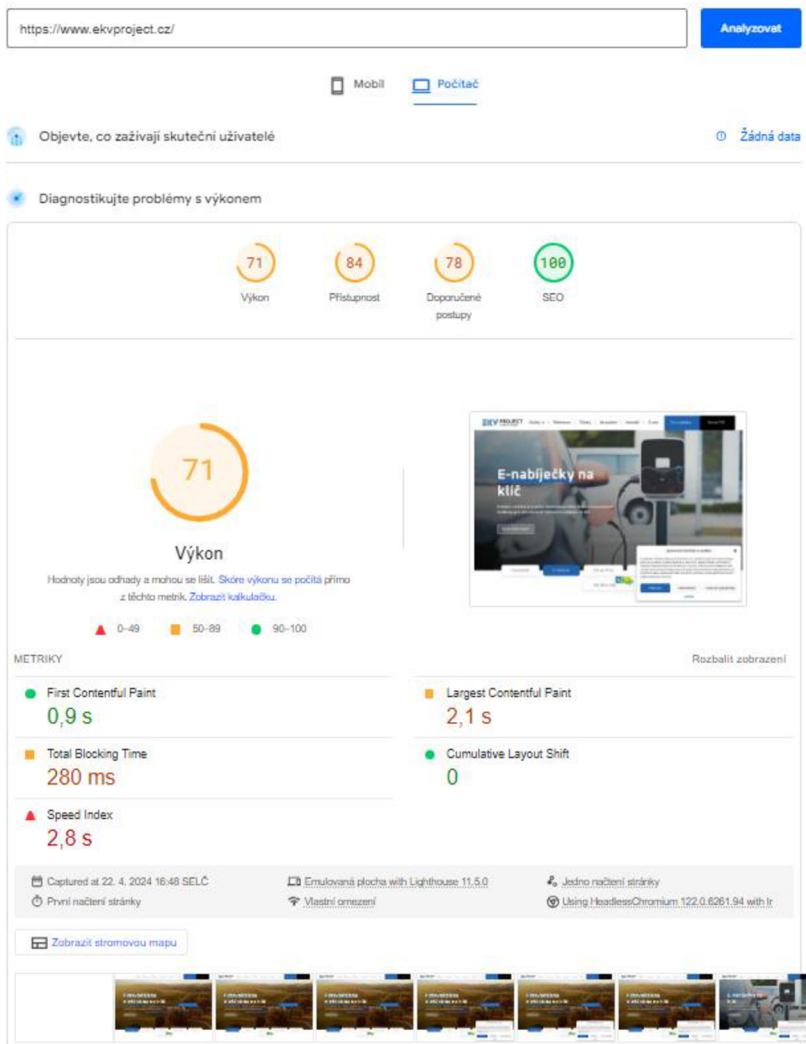 https://www.ekvproject.cz/
Analyzovat
Mobil
Počítač
Objevte, co zažívají skuteční uživatelé
Žádná data
Diagnostikujte problémy s výkonem
71
84
78
100
Výkon
Přístupnost
Doporučené
postupy
SEO
71
Výkon
Hodnoty jsou odhady a mohou se lišit. Skóre výkonu se počítá přímo
z těchto metrik. Zobrazit kalkulačku.
0–49
50–89
90–100
EKV PROJECT
E-nabíječky na
klíč
METRIKY
Rozbalit zobrazení
First Contentful Paint
0,9 s
Largest Contentful Paint
2,1 s
Total Blocking Time
280 ms
Cumulative Layout Shift
0
Speed Index
2,8 s
Captured at 22. 4. 2024 16:48 SELČ
Emulovaná plocha with Lighthouse 11.5.0
Jedno načtení stránky
První načtení stránky
Vlastní omezení
Using HeadlessChromium 122.0.6261.94 with lr
Zobrazit stromovou mapu